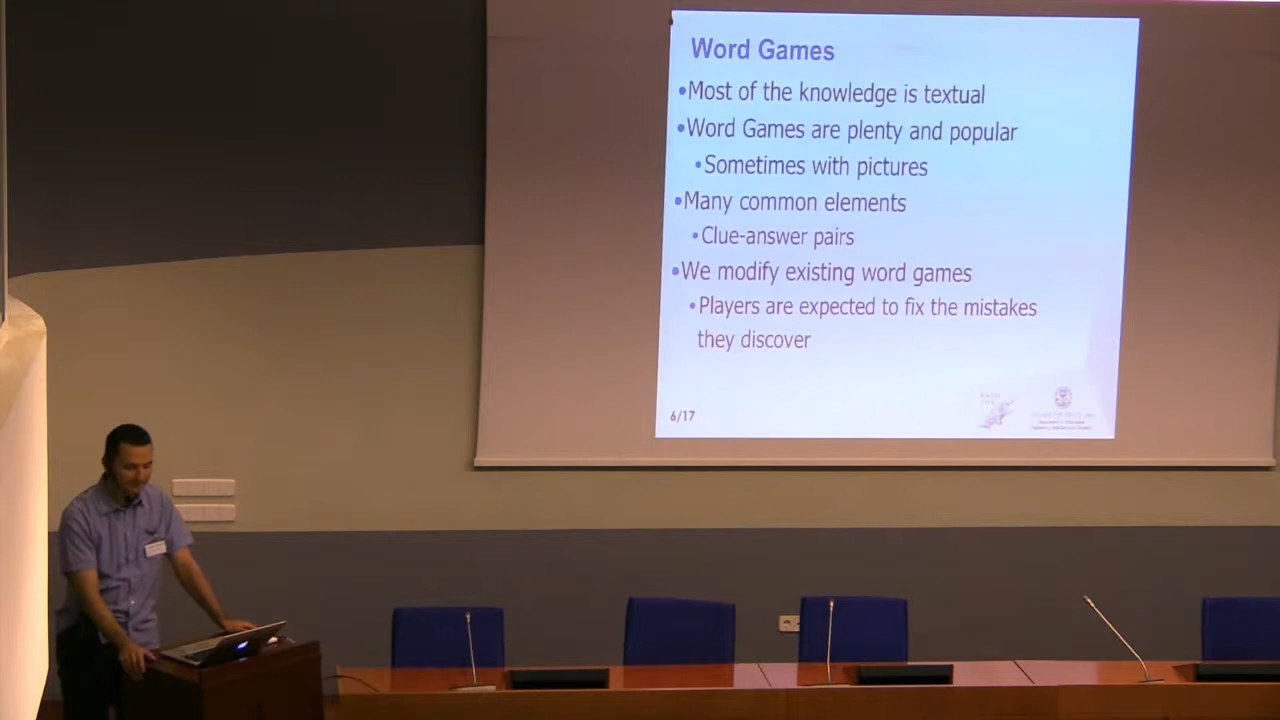 Word Games
•Most of the knowledge is textual
•Word Games are plenty and popular
•Sometimes with pictures
•Many common elements
•Clue-answer pairs
•We modify existing word games
•Players are expected to fix the mistakes
they discover
6/17